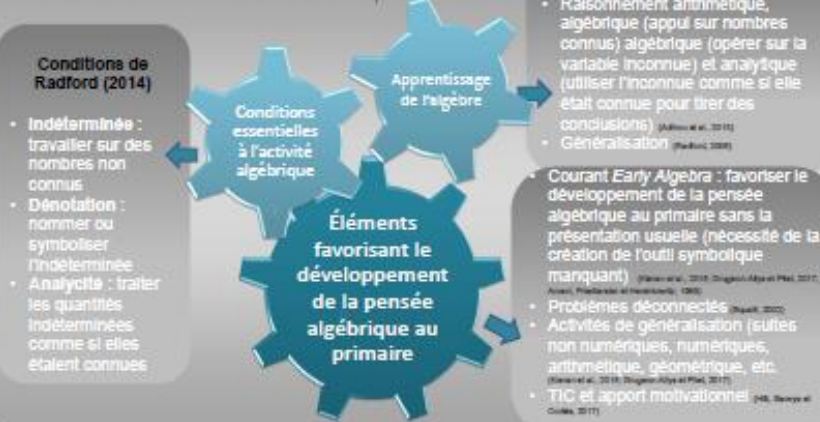 Conditions de
Radford (2014)
• Indéterminée :
travailler sur des
nombres non
connus
• Dénotation :
nommer ou
symboliser
l'indéterminée
• Analycité : traiter
les quantités
indéterminées
comme si elles
étaient connues
Conditions
essentielles
à l'activité
algébrique
Apprentissage
de l'algèbre
Éléments
favorisant le
développement
de la pensée
algébrique au
primaire
• Raisonnement arithmétique,
algébrique (appui sur nombres
connus) algébrique (opérer sur la
variable inconnue) et analytique
(utiliser l'inconnue comme si elle
était connue pour tirer des
conclusions)
• Généralisation
• Courant Early Algebra : favoriser le
développement de la pensée
algébrique au primaire sans la
présentation usuelle (nécessité de la
création de l'outil symbolique
manquant)
• Problèmes déconnectés
• Activités de généralisation (suites
non numériques, numériques,
arithmétique, géométrique, etc.
• TIC et apport motivationnel